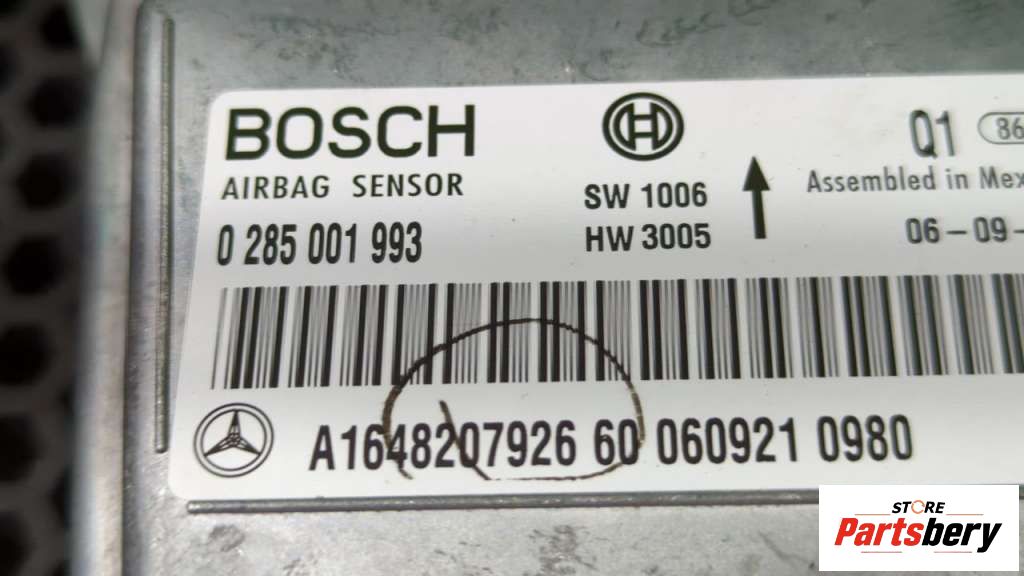 BOSCH
AIRBAG SENSOR
0 285 001 993
SW 1006
HW 3005
Q1 86
Assembled in Mex
06-09-
A1648207926 60 060921 0980
STORE
Partsbery